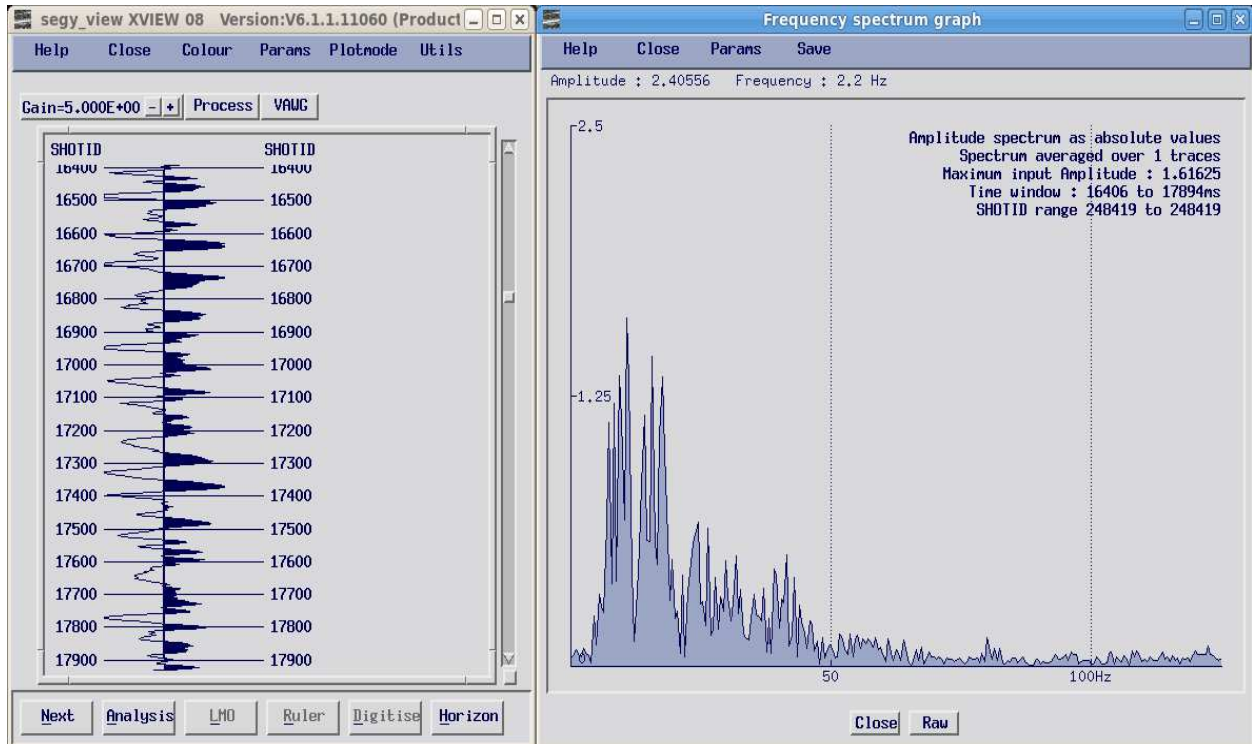 segy_view XVIEW 08 Version:V6.1.1.11060 (Product
Help Close Colour Params Plotmode Utils
Gain=5.000E+00 - + Process VAWG
SHOTID SHOTID
16400 16400
16500 16500
16600 16600
16700 16700
16800 16800
16900 16900
17000 17000
17100 17100
17200 17200
17300 17300
17400 17400
17500 17500
17600 17600
17700 17700
17800 17800
17900 17900
Next Analysis LMO Ruler Digitise Horizon
Frequency spectrum graph
Help Close Params Save
Amplitude : 2.40556 Frequency : 2.2 Hz
2.5
Amplitude spectrum as absolute values
Spectrum averaged over 1 traces
Maximum input Amplitude : 1.61625
Time window : 16406 to 17894ms
SHOTID range 248419 to 248419
1.25
0
50 100Hz
Close Raw